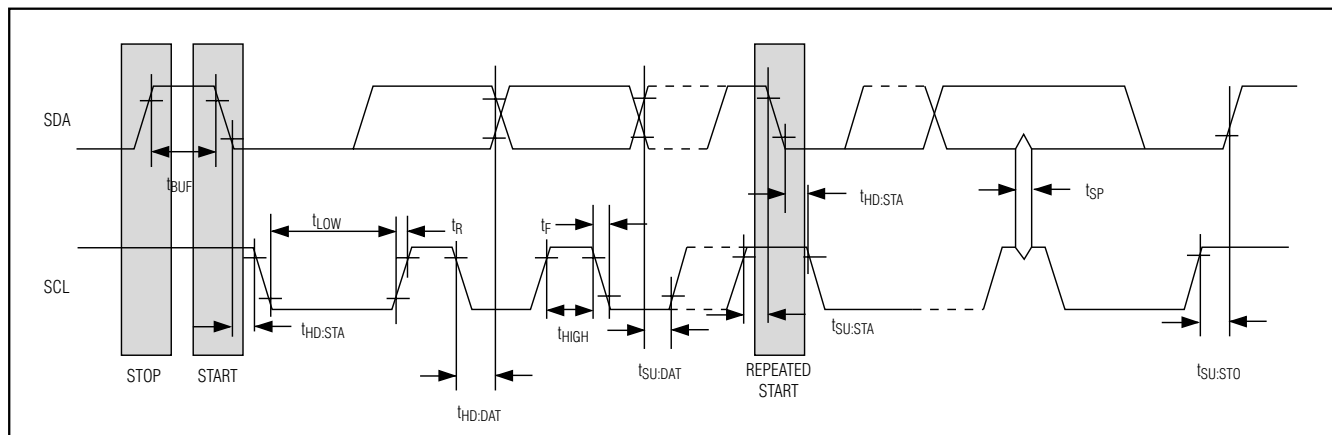 SDA
tBUF
tHD:STA
tSP
tLOW
tR
tF
SCL
tHD:STA
tHIGH
tSU:STA
tSU:DAT
tSU:STO
STOP
START
REPEATED
START
tHD:DAT